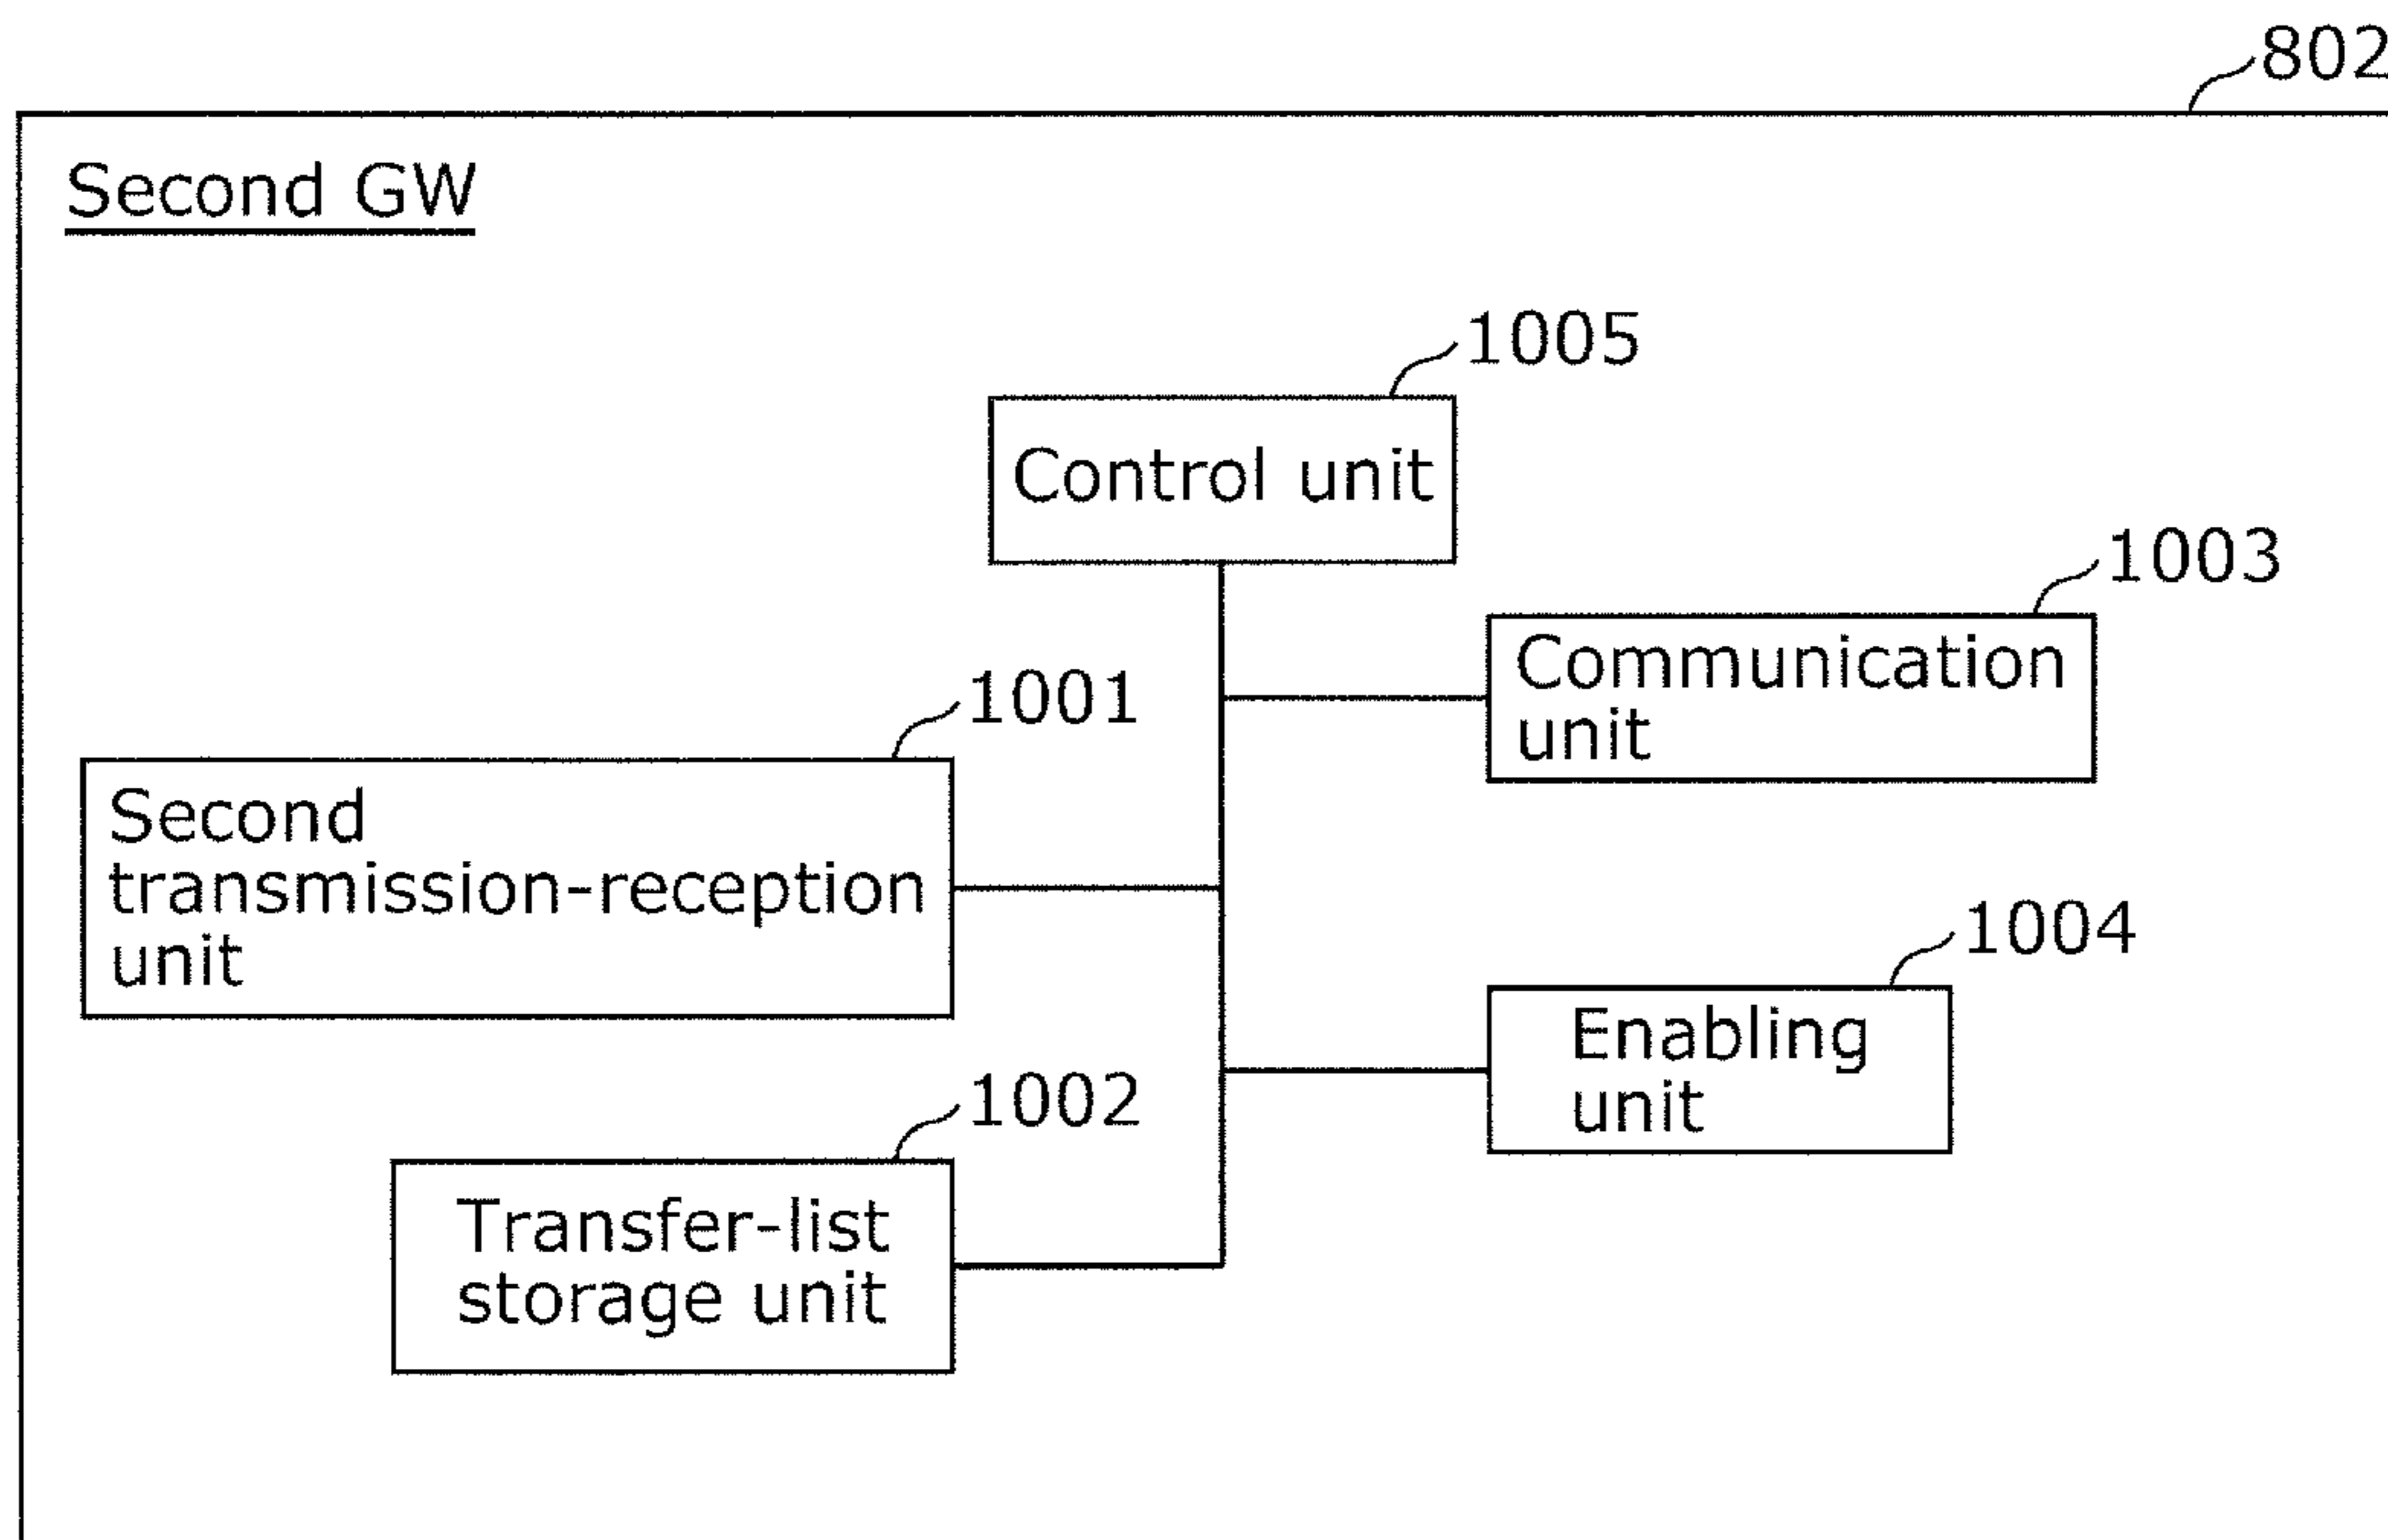 802
Second GW
1005
Control unit
1003
Communication
unit
1001
Second
transmission-reception
unit
1004
Enabling
unit
1002
Transfer-list
storage unit